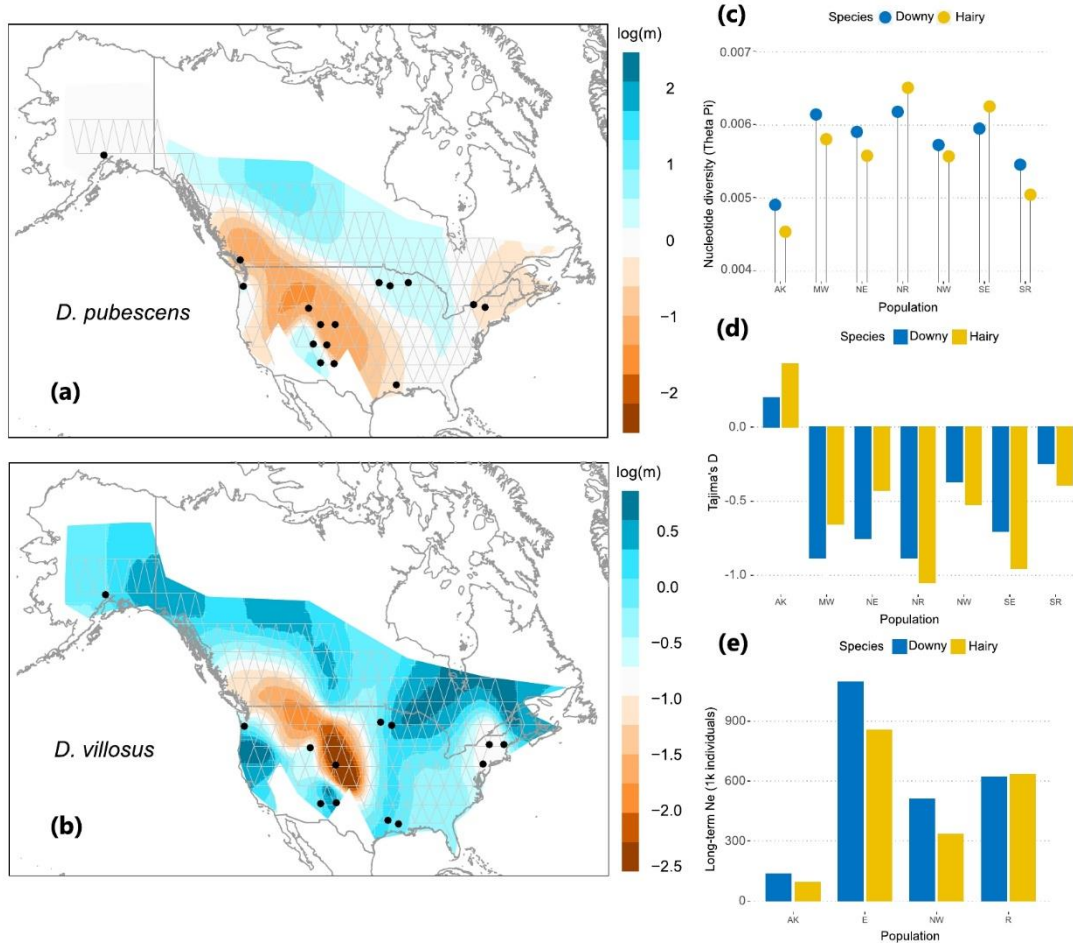 log(m)
2
1
0
−1
−2
D. pubescens
(a)
log(m)
0.5
0.0
−0.5
−1.0
−1.5
−2.0
−2.5
D. villosus
(b)
(c)
Species Downy Hairy
Nucleotide diversity (Theta Pi)
0.007
0.006
0.005
0.004
AK MW NE NR NW SE SR
Population
(d)
Species Downy Hairy
Tajima's D
0.0
-0.5
-1.0
AK MW NE NR NW SE SR
Population
(e)
Species Downy Hairy
Long-term Ne (1k individuals)
900
600
300
0
AK E NW R
Population